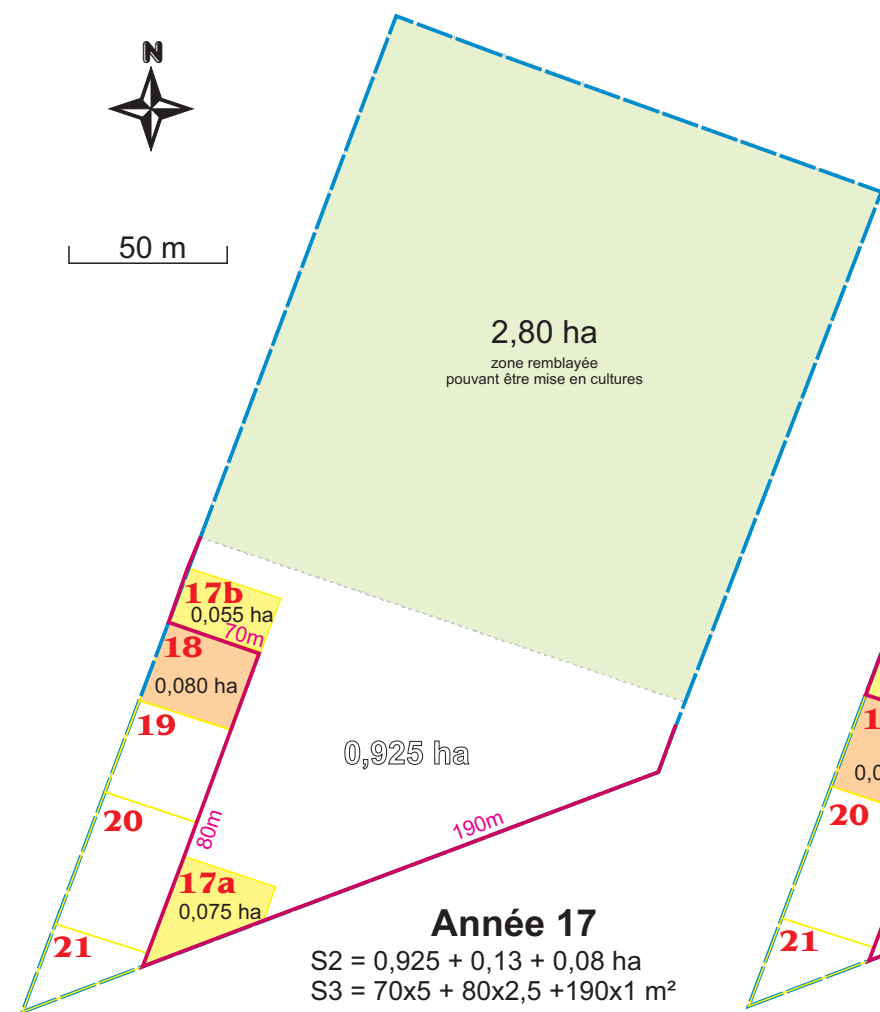 N
50 m
2,80 ha
zone remblayée
pouvant être mise en cultures
17b
0,055 ha
70m
18
0,080 ha
19
0,925 ha
20
80m
190m
17a
0,075 ha
21
Année 17
S2 = 0,925 + 0,13 + 0,08 ha
S3 = 70x5 + 80x2,5 +190x1 m²
20
21